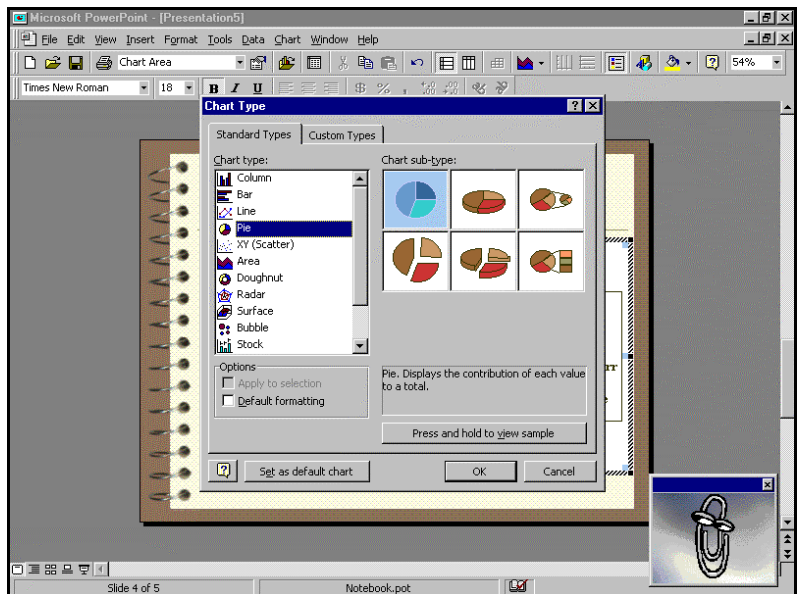 Microsoft PowerPoint - [Presentation5]
File Edit View Insert Format Tools Data Chart Window Help
Chart Area
54%
Times New Roman 18 B I U $ % ,
Chart Type
Standard Types Custom Types
Chart type: Chart sub-type:
Column
Bar
Line
Pie
XY (Scatter)
Area
Doughnut
Radar
Surface
Bubble
Stock
Options
Apply to selection
Default formatting
Pie. Displays the contribution of each value
to a total.
Press and hold to view sample
Set as default chart OK Cancel
Slide 4 of 5 Notebook.pot